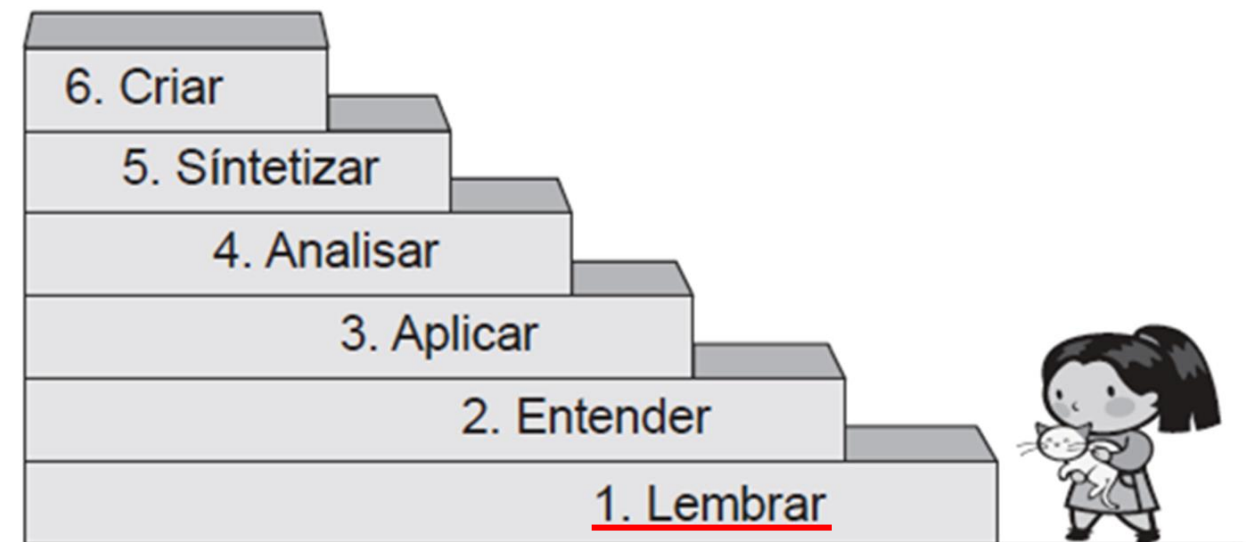 6. Criar
5. Síntetizar
4. Analisar
3. Aplicar
2. Entender
1. Lembrar